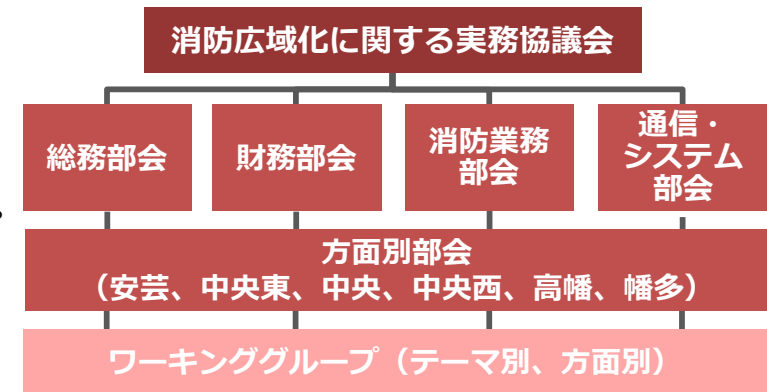 消防広域化に関する実務協議会
総務部会
財務部会
消防業務
部会
通信・
システム
部会
方面別部会
（安芸、中央東、中央、中央西、高幡、幡多）
ワーキンググループ（テーマ別、方面別）